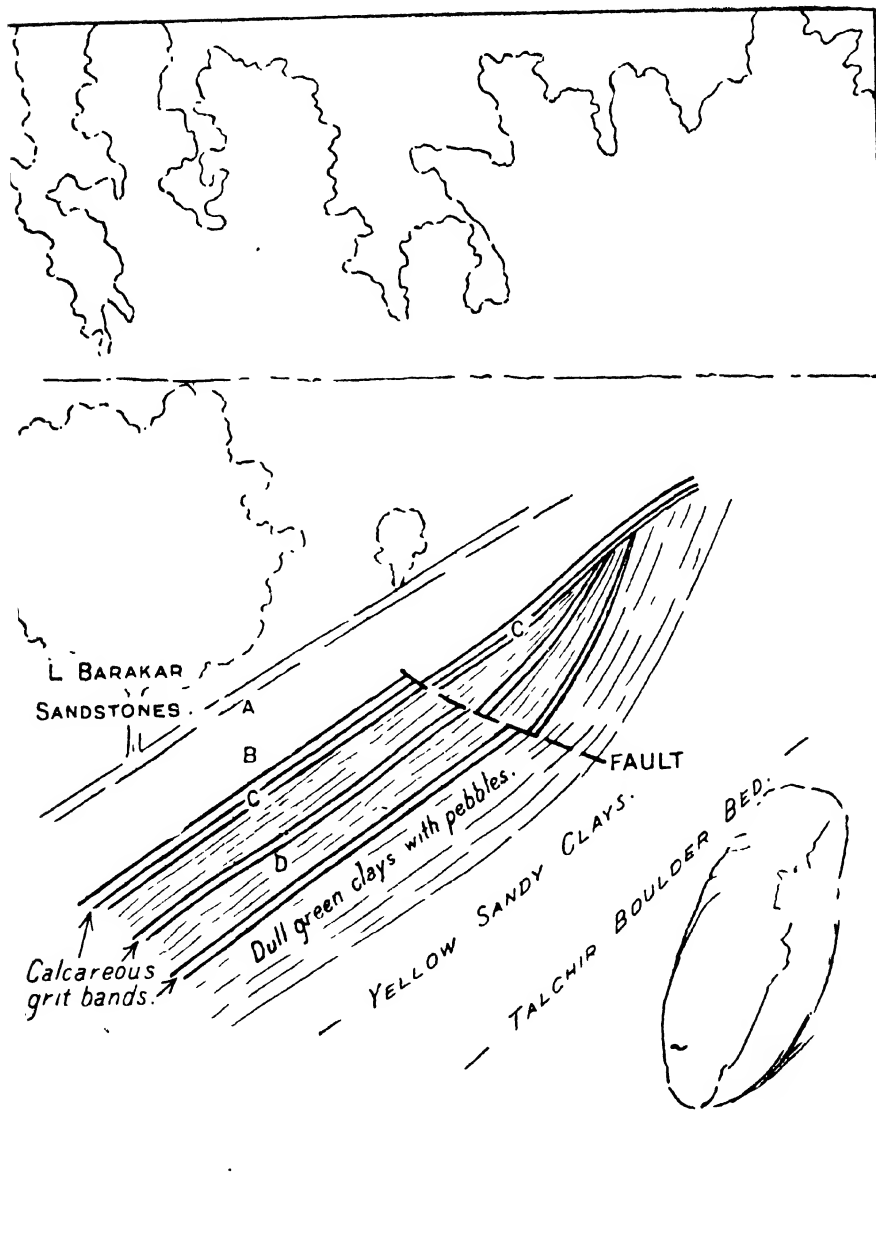 L BARAKAR
SANDSTONES.
A
B
C
C
D
FAULT
Dull green clays with pebbles.
YELLOW SANDY CLAYS.
TALCHIR BOULDER BED.
Calcareous
grit bands.